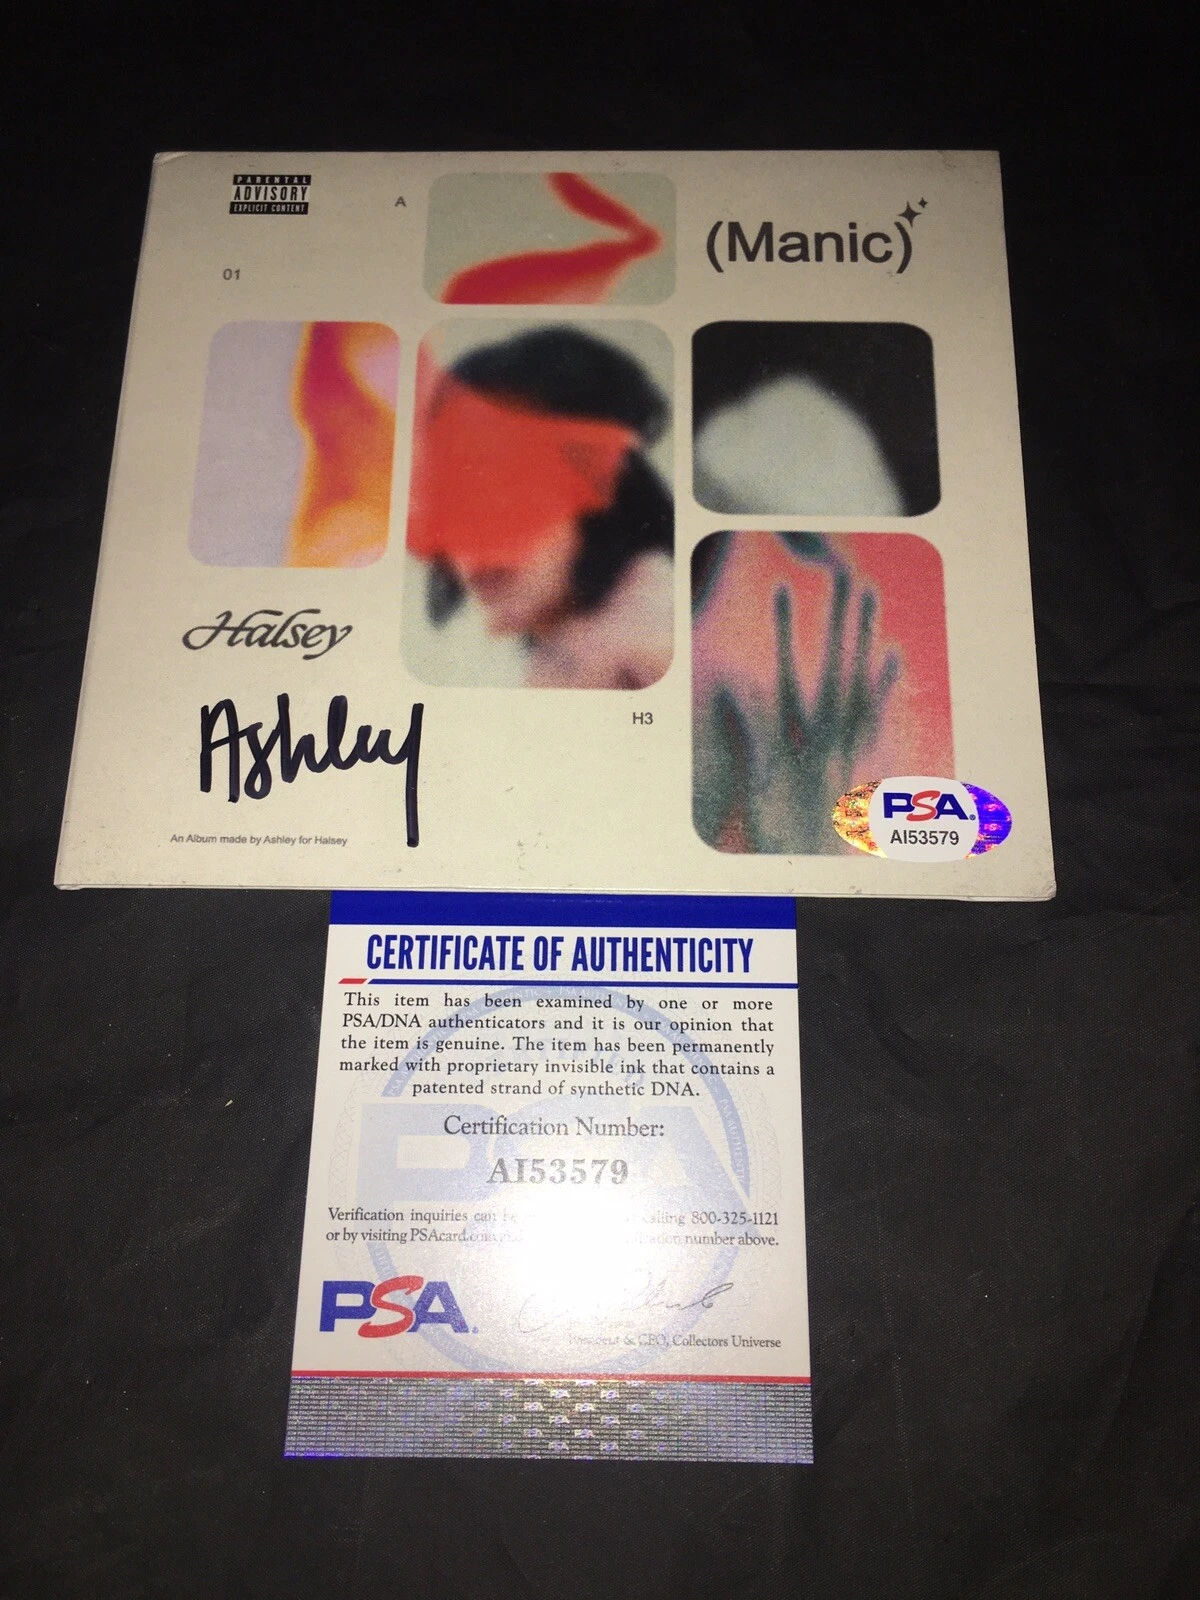 PARENTAL
ADVISORY
EXPLICIT CONTENT
A
(Manic)
01
Halsey
Ashley
H3
An Album made by Ashley for Halsey
PSA
AI53579
CERTIFICATE OF AUTHENTICITY
This item has been examined by one or more
PSA/DNA authenticators and it is our opinion that
the item is genuine. The item has been permanently
marked with proprietary invisible ink that contains a
patented strand of synthetic DNA.
Certification Number:
AI53579
Verification inquiries can be calling 800-325-1121
or by visiting PSAcard.com number above.
PSA
President & CEO, Collectors Universe